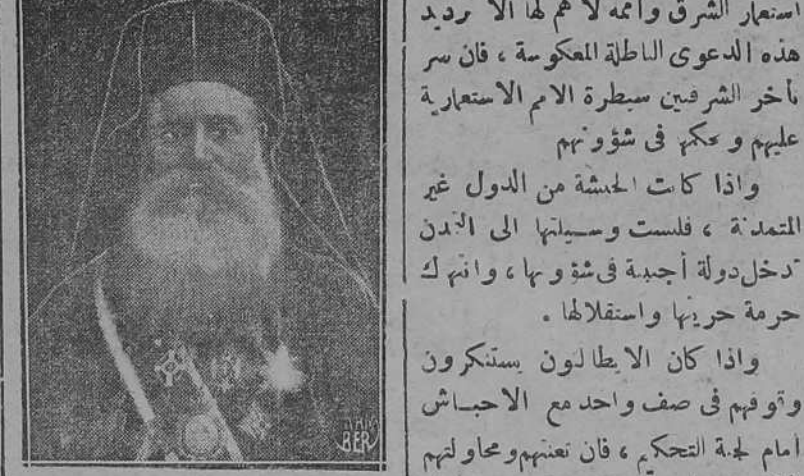 استعمار الشرق وأممه لا هم لها الا ترديد
هذه الدعوى الباطلة المعكوسة ، فان سر
تأخر الشرقيين سيطرة الامم الاستعمارية
عليهم وتحكمها فى شؤونهم
واذا كانت الحبشة من الدول غير
المتمدنة ، فليست وسيلتها الى التمدن
تدخل دولة أجنبية فى شؤونها ، وانتهاك
حرمة حريتها واستقلالها .
واذا كان الايطاليون يستنكرون
وقوفهم فى صف واحد مع الاحباش
أمام لجنة التحكيم ، فان تعنتهم ومحاولتهم
BER